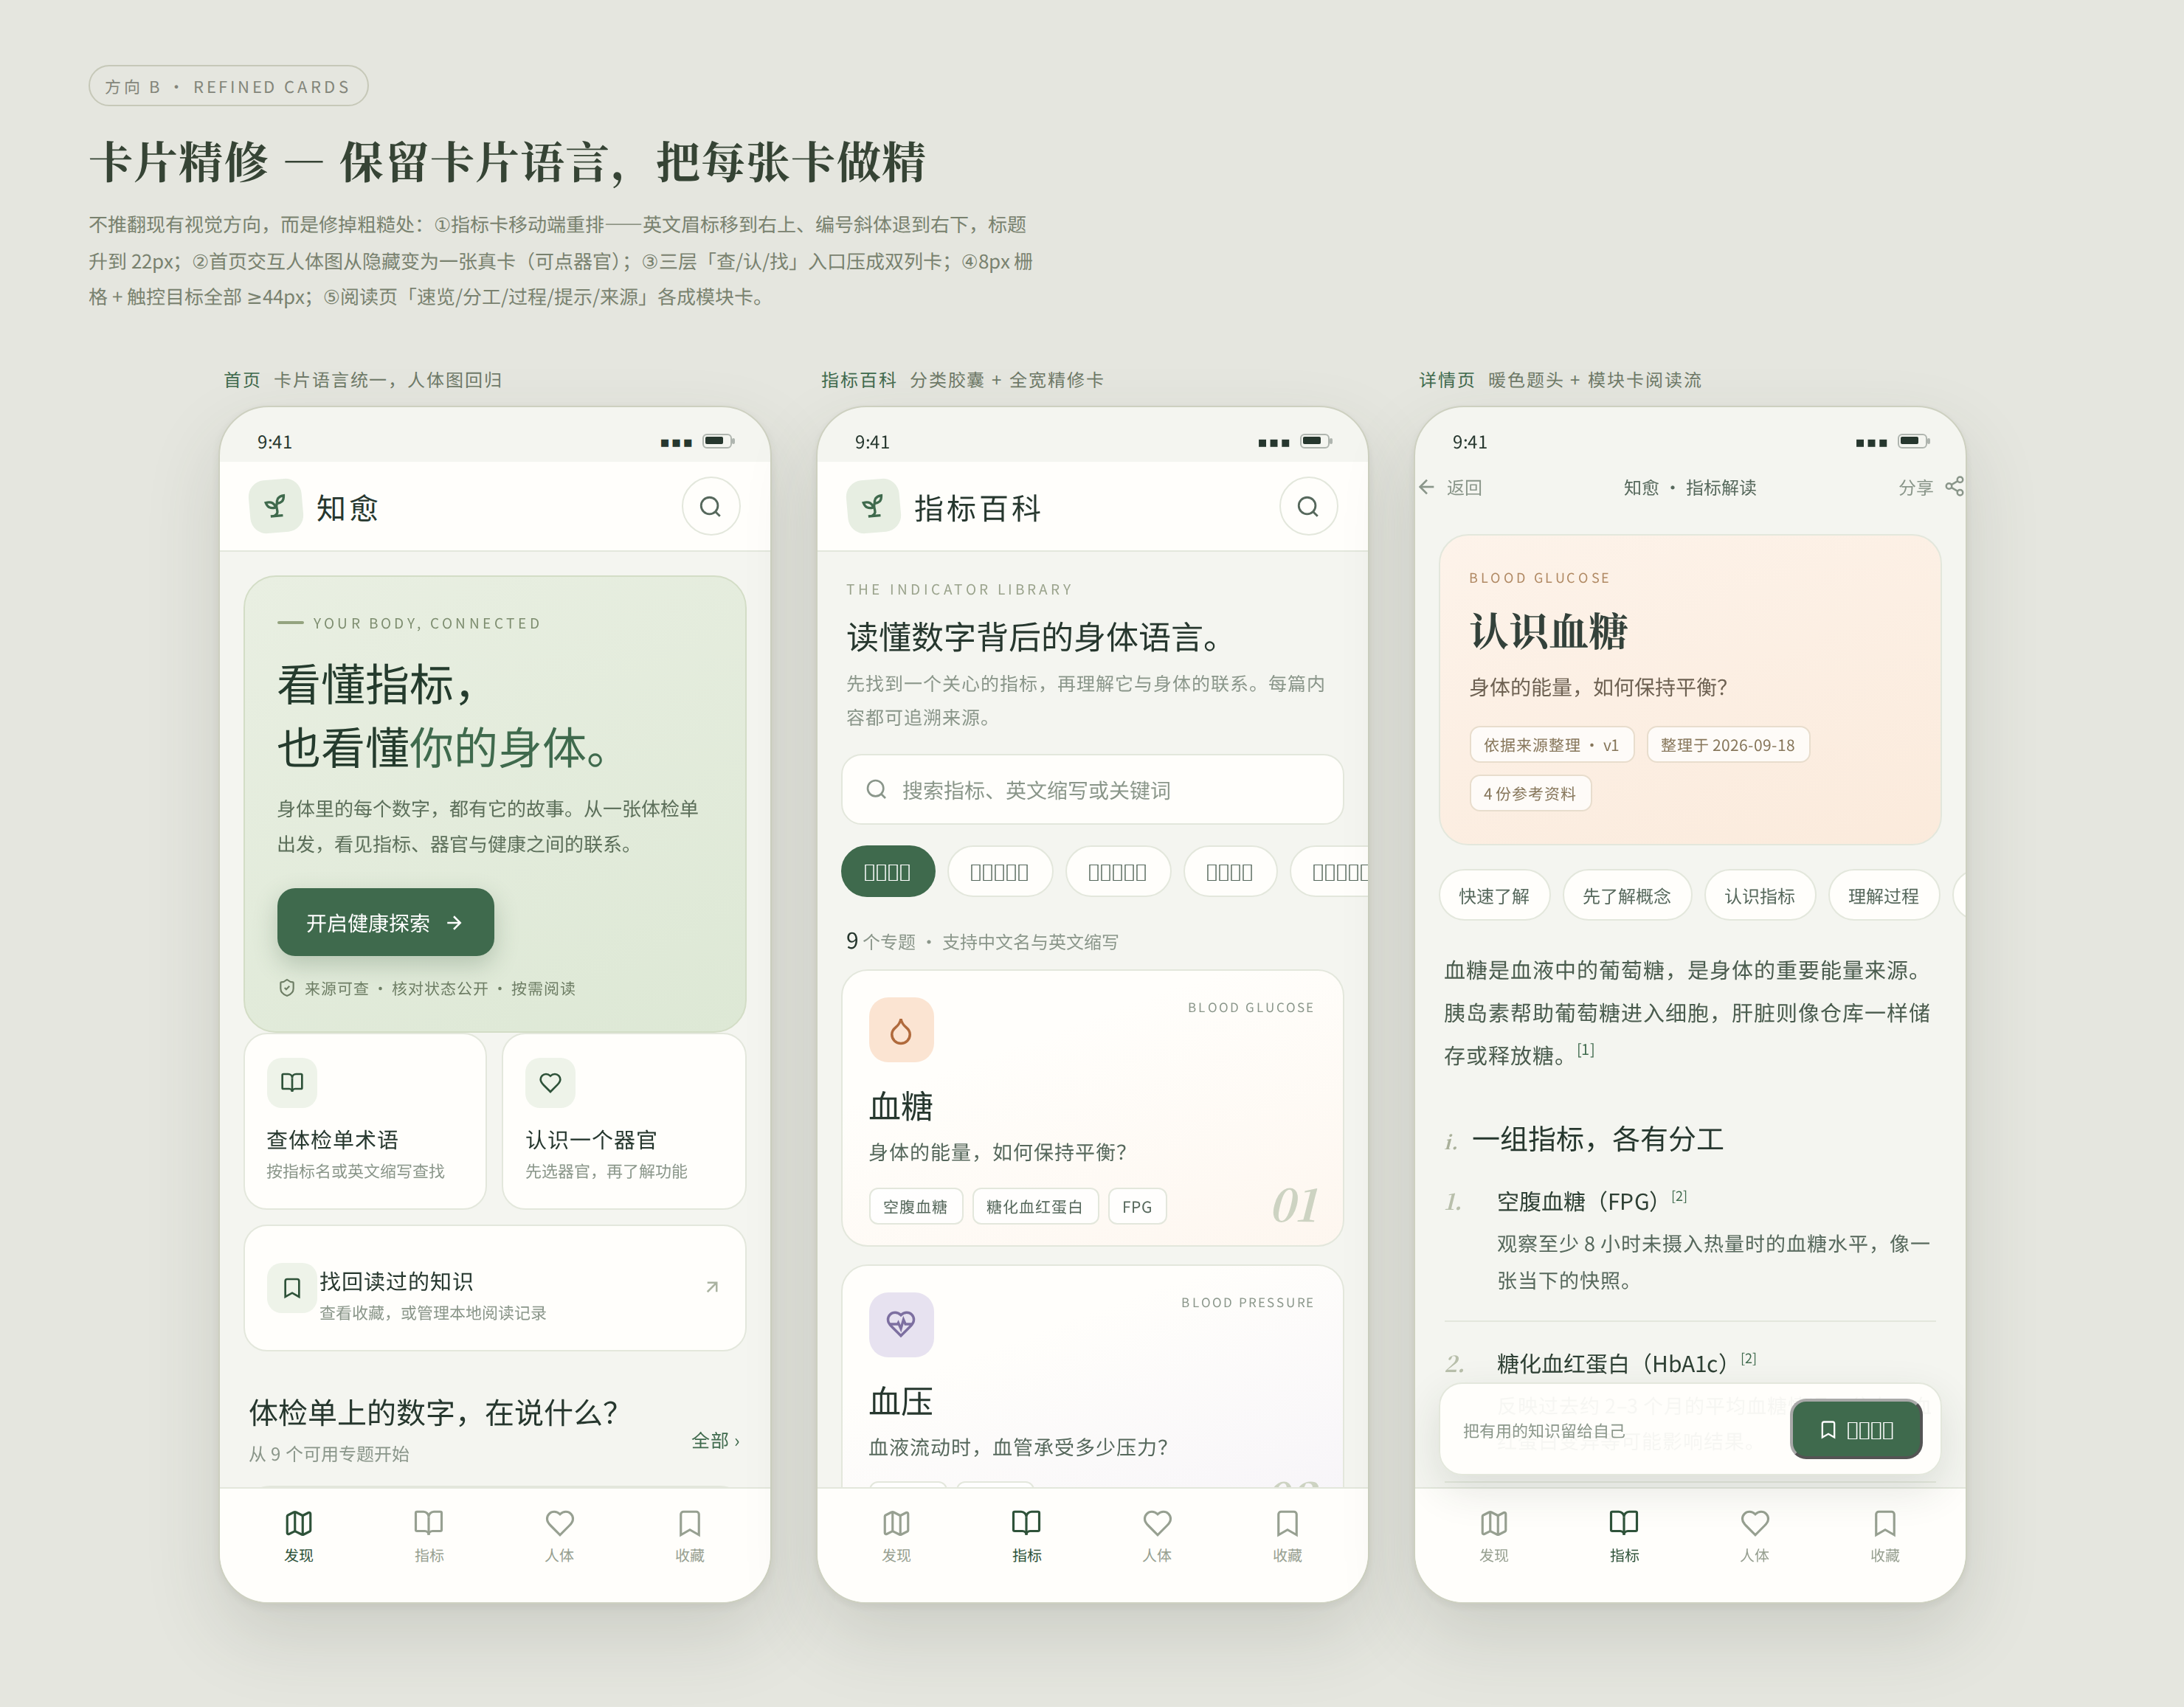 方向 B · REFINED CARDS
卡片精修 — 保留卡片语言，把每张卡做精
不推翻现有视觉方向，而是修掉粗糙处：①指标卡移动端重排——英文眉标移到右上、编号斜体退到右下，标题
升到 22px；②首页交互人体图从隐藏变为一张真卡（可点器官）；③三层「查/认/找」入口压成双列卡；④8px 栅
格 + 触控目标全部 ≥44px；⑤阅读页「速览/分工/过程/提示/来源」各成模块卡。
首页 卡片语言统一，人体图回归
9:41
知愈
YOUR BODY, CONNECTED
看懂指标，
也看懂你的身体。
身体里的每个数字，都有它的故事。从一张体检单
出发，看见指标、器官与健康之间的联系。
开启健康探索 →
来源可查 · 核对状态公开 · 按需阅读
查体检单术语
按指标名或英文缩写查找
认识一个器官
先选器官，再了解功能
找回读过的知识
查看收藏，或管理本地阅读记录
体检单上的数字，在说什么？
从 9 个可用专题开始
全部 ›
发现
指标
人体
收藏
指标百科 分类胶囊 + 全宽精修卡
9:41
指标百科
THE INDICATOR LIBRARY
读懂数字背后的身体语言。
先找到一个关心的指标，再理解它与身体的联系。每篇内
容都可追溯来源。
搜索指标、英文缩写或关键词
9 个专题 · 支持中文名与英文缩写
BLOOD GLUCOSE
血糖
身体的能量，如何保持平衡？
空腹血糖
糖化血红蛋白
FPG
01
BLOOD PRESSURE
血压
血液流动时，血管承受多少压力？
发现
指标
人体
收藏
详情页 暖色题头 + 模块卡阅读流
9:41
← 返回
知愈 · 指标解读
分享
BLOOD GLUCOSE
认识血糖
身体的能量，如何保持平衡？
依据来源整理 · v1
整理于 2026-09-18
4 份参考资料
快速了解
先了解概念
认识指标
理解过程
血糖是血液中的葡萄糖，是身体的重要能量来源。
胰岛素帮助葡萄糖进入细胞，肝脏则像仓库一样储
存或释放糖。[1]
i. 一组指标，各有分工
1. 空腹血糖（FPG）[2]
观察至少 8 小时未摄入热量时的血糖水平，像一
张当下的快照。
2. 糖化血红蛋白（HbA1c）[2]
反映过去约 2–3 个月的平均血糖
可能影响结果。
把有用的知识留给自己
发现
指标
人体
收藏